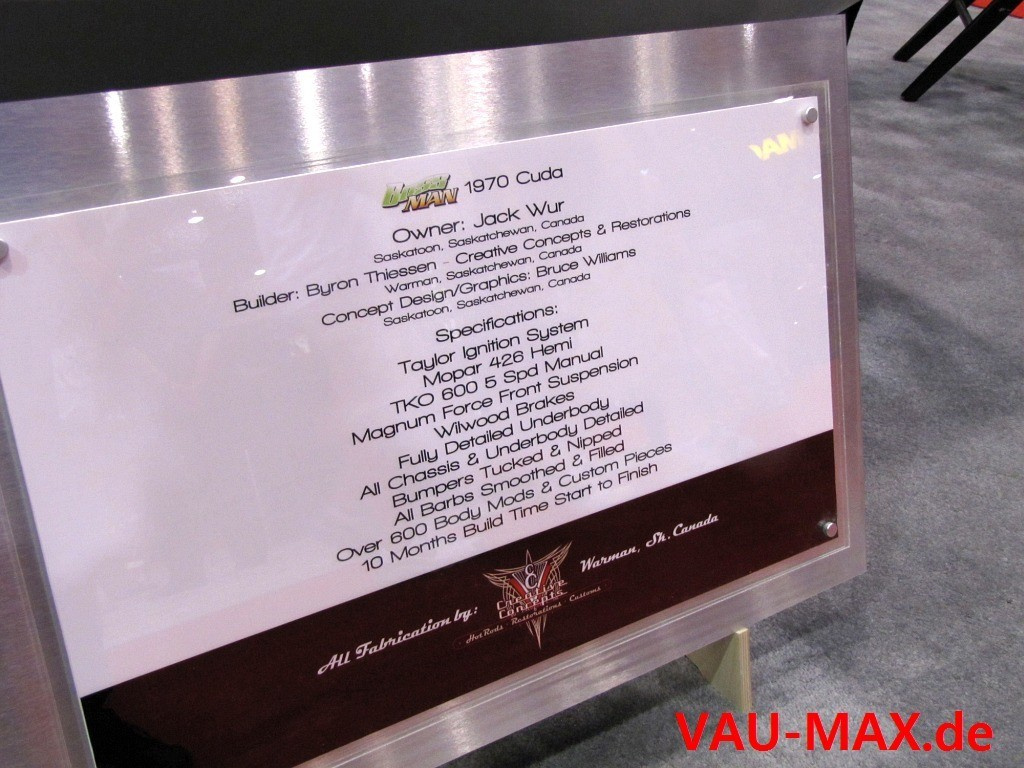 MAN 1970 Cuda
Owner: Jack Wur
Saskatoon, Saskatchewan, Canada
Builder: Byron Thiessen - Creative Concepts & Restorations
Warman, Saskatchewan, Canada
Concept Design/Graphics: Bruce Williams
Saskatoon, Saskatchewan, Canada
Specifications:
Taylor Ignition System
Mopar 426 Hemi
TKO 600 5 Spd Manual
Magnum Force Front Suspension
Wilwood Brakes
Fully Detailed Underbody
All Chassis & Underbody Detailed
Bumpers Tucked & Nipped
All Barbs Smoothed & Filled
Over 600 Body Mods & Custom Pieces
10 Months Build Time Start to Finish
All Fabrication by:
CC
Creative
Concepts
Hot Rods Restorations Customs
Warman, Sk. Canada
VAU-MAX.de